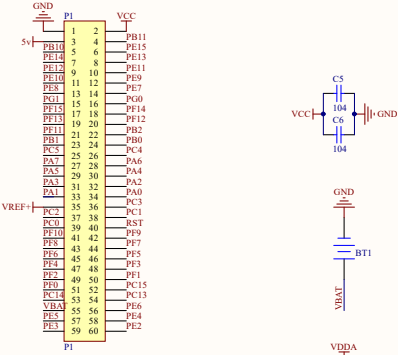 GND P1 VCC
1 2
5v 3 4 PB11
PB10 5 6 PE15
PE14 7 8 PE13
PE12 9 10 PE11
PE10 11 12 PE9
PE8 13 14 PE7
PG1 15 16 PG0
PF15 17 18 PF14
PF13 19 20 PF12
PF11 21 22 PB2
PB1 23 24 PB0
PC5 25 26 PC4
PA7 27 28 PA6
PA5 29 30 PA4
PA3 31 32 PA2
PA1 33 34 PA0
VREF+ 35 36 PC3
PC2 37 38 PC1
PC0 39 40 RST
PF10 41 42 PF9
PF8 43 44 PF7
PF6 45 46 PF5
PF4 47 48 PF3
PF2 49 50 PF1
PF0 51 52 PC15
PC14 53 54 PC13
VBAT 55 56 PE6
PE5 57 58 PE4
PE3 59 60 PE2
P1
C5
104
VCC GND
C6
104
GND
BT1
VBAT
VDDA